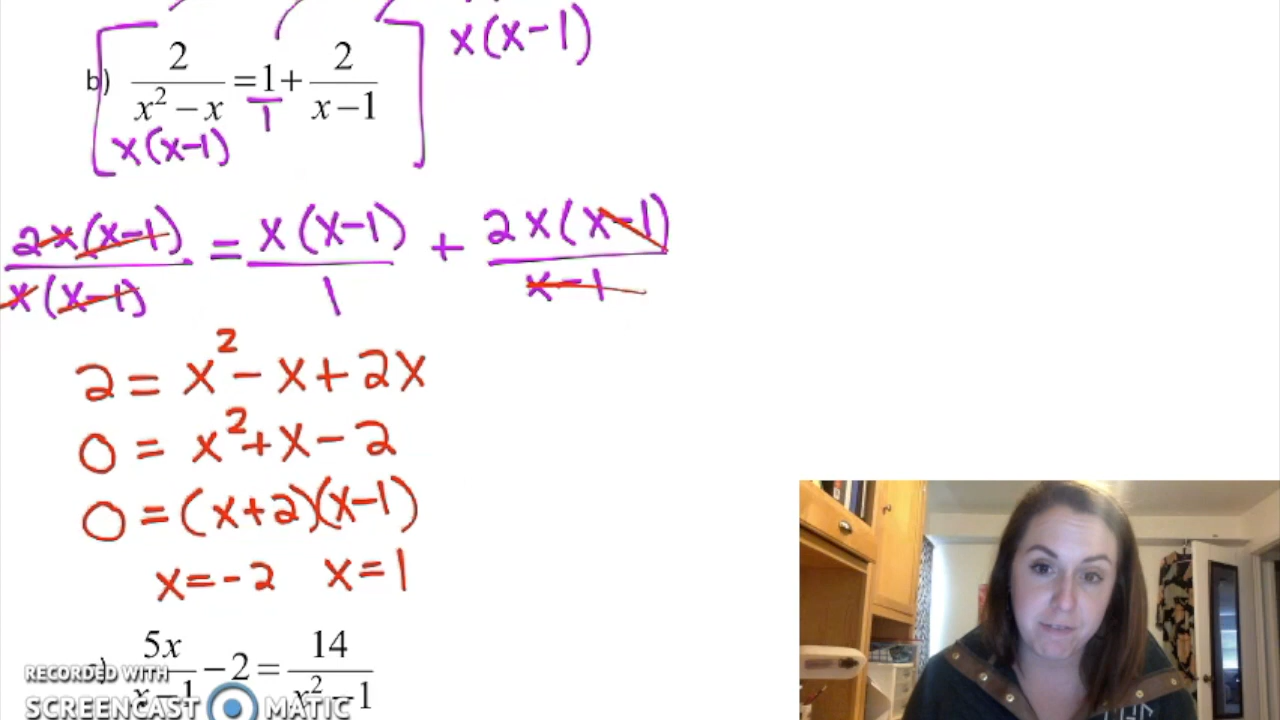 x(x-1)
b) 2/(x² - x) = 1 + 2/(x - 1)
1
x(x-1)
2x(x-1)/x(x-1) = x(x-1)/1 + 2x(x-1)/x-1
2 = x² - x + 2x
0 = x² + x - 2
0 = (x+2)(x-1)
x = -2 x = 1
5x/(x - 1) - 2 = 14/(x² - 1)
RECORDED WITH
SCREENCAST MATIC